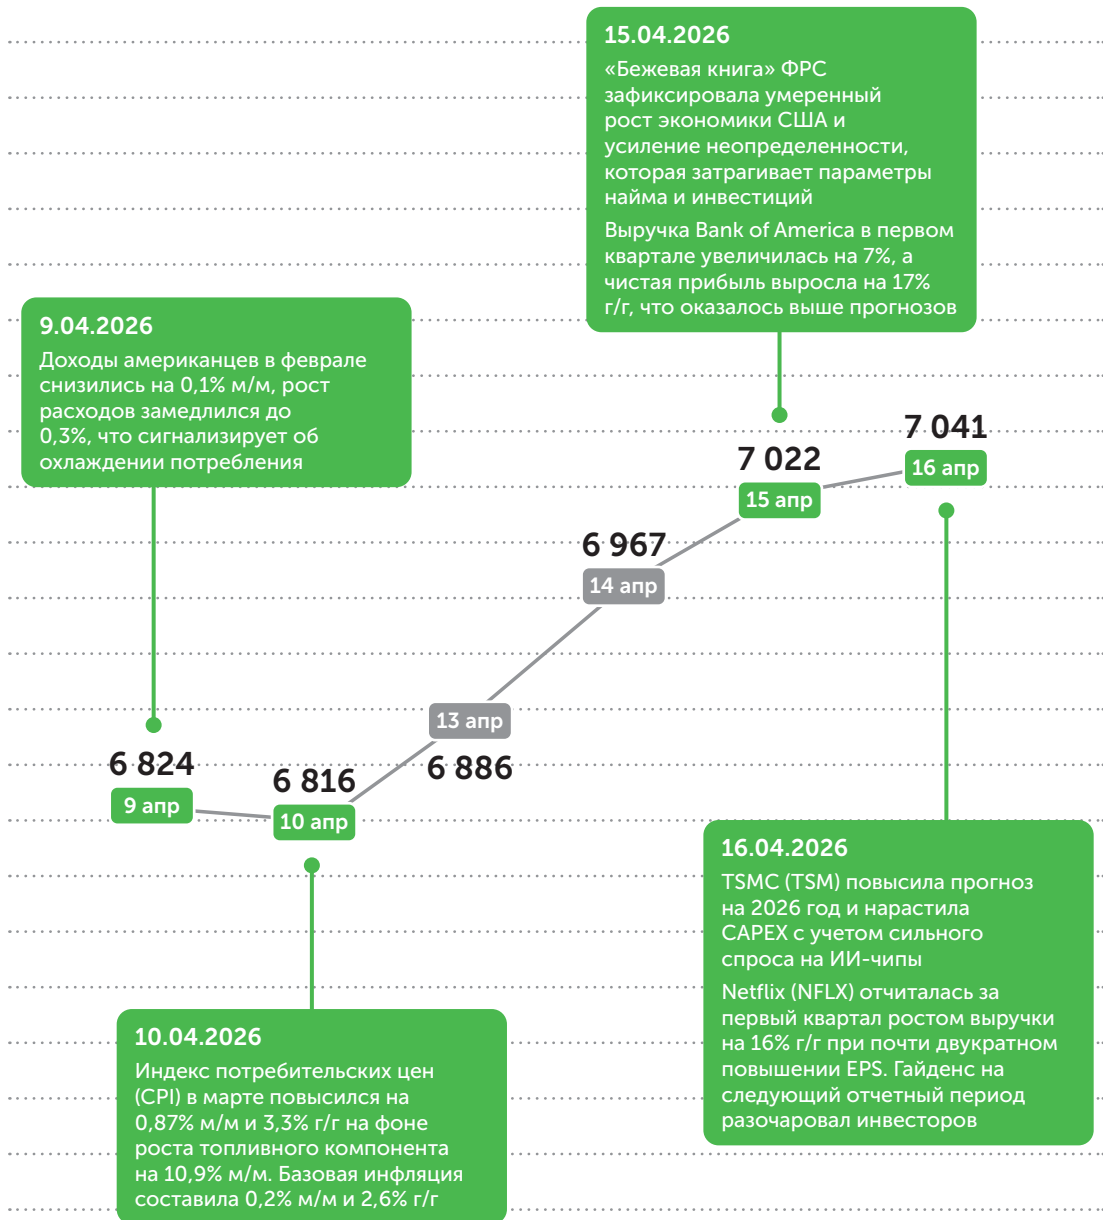 15.04.2026
«Бежевая книга» ФРС
зафиксировала умеренный
рост экономики США и
усиление неопределенности,
которая затрагивает параметры
найма и инвестиций
Выручка Bank of America в первом
квартале увеличилась на 7%, а
чистая прибыль выросла на 17%
г/г, что оказалось выше прогнозов
9.04.2026
Доходы американцев в феврале
снизились на 0,1% м/м, рост
расходов замедлился до
0,3%, что сигнализирует об
охлаждении потребления
7 041
16 апр
7 022
15 апр
6 967
14 апр
13 апр
6 886
6 824
9 апр
6 816
10 апр
16.04.2026
TSMC (TSM) повысила прогноз
на 2026 год и нарастила
CAPEX с учетом сильного
спроса на ИИ-чипы
Netflix (NFLX) отчиталась за
первый квартал ростом выручки
на 16% г/г при почти двукратном
повышении EPS. Гайденс на
следующий отчетный период
разочаровал инвесторов
10.04.2026
Индекс потребительских цен
(CPI) в марте повысился на
0,87% м/м и 3,3% г/г на фоне
роста топливного компонента
на 10,9% м/м. Базовая инфляция
составила 0,2% м/м и 2,6% г/г